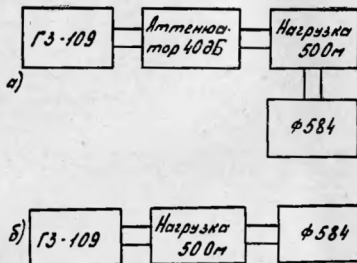 Г3-109
Аттенюа-
тор 40дБ
Нагрузка
50Ом
Ф584
а)
Г3-109
Нагрузка
50Ом
Ф584
б)